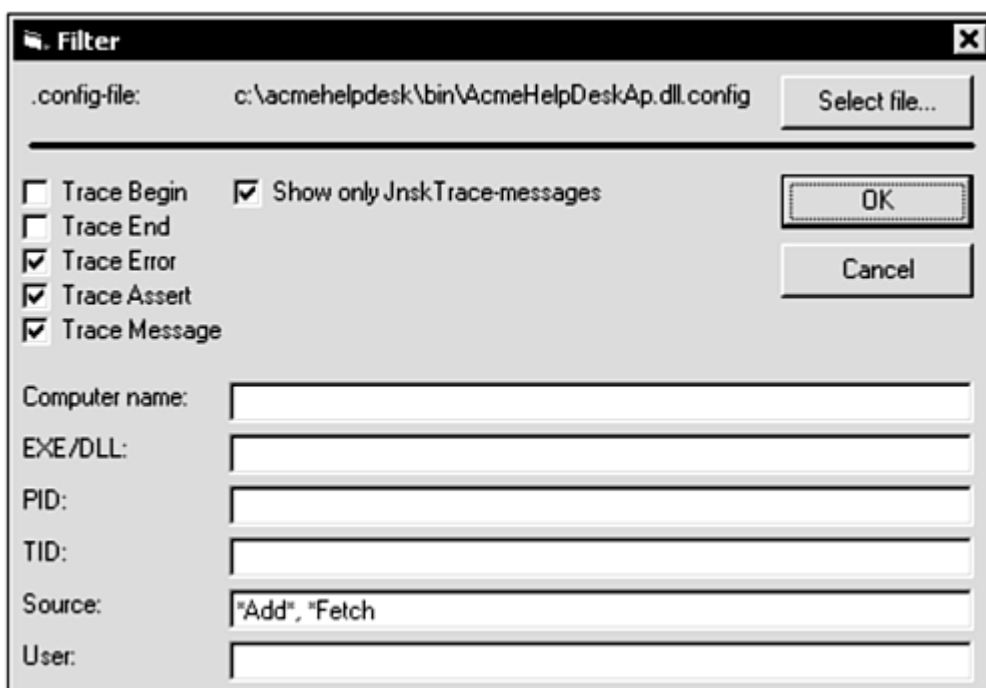 Filter
.config-file: c:\acmehelpdesk\bin\AcmeHelpDeskAp.dll.config Select file...
Trace Begin Show only JnskTrace-messages OK
Trace End
Trace Error Cancel
Trace Assert
Trace Message
Computer name:
EXE/DLL:
PID:
TID:
Source: *Add*, *Fetch
User: